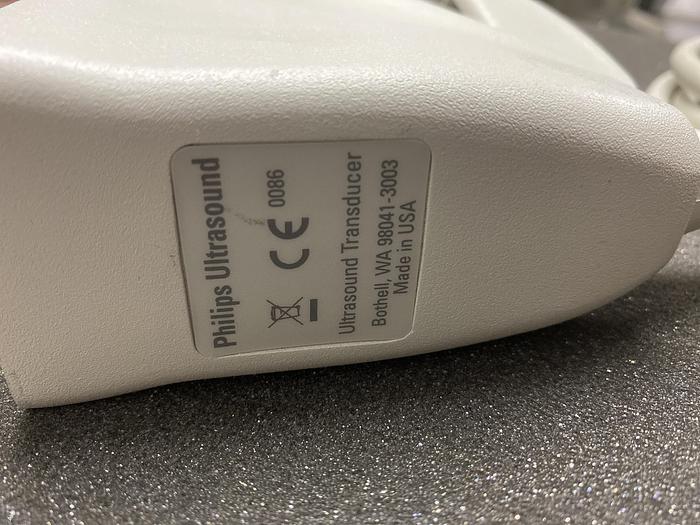 Philips Ultrasound
CE 0086
Ultrasound Transducer
Bothell, WA 98041-3003
Made in USA